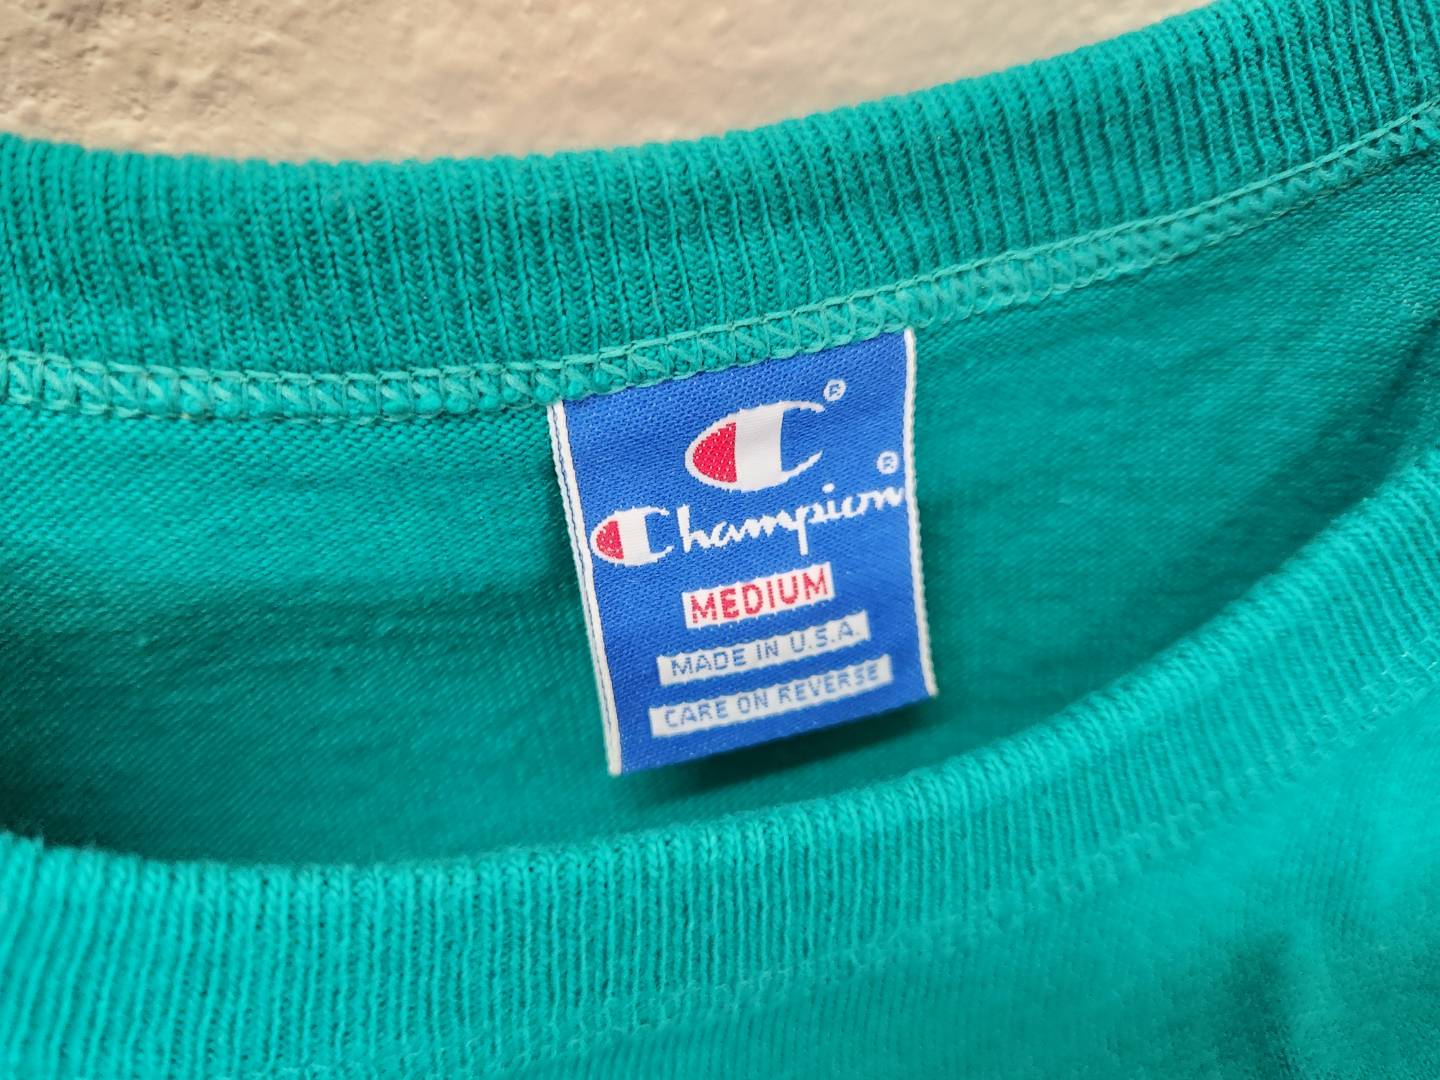 C®
Champion®
MEDIUM
MADE IN U.S.A.
CARE ON REVERSE